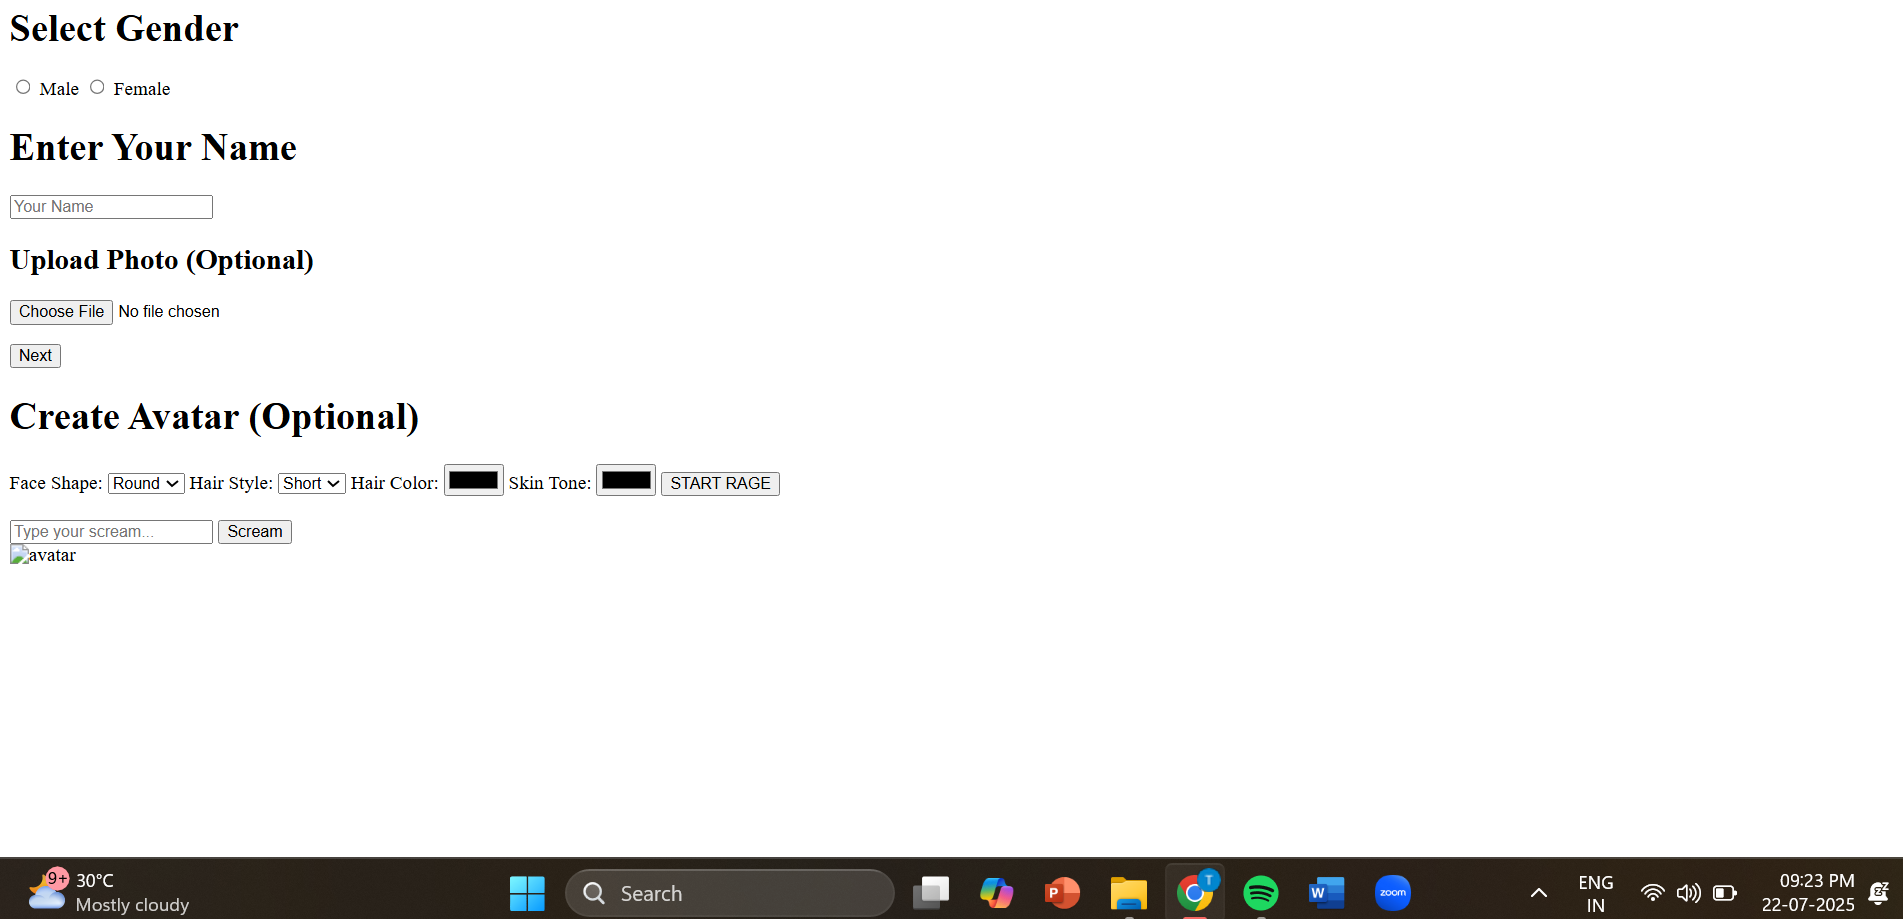 Select Gender
Male Female
Enter Your Name
Your Name
Upload Photo (Optional)
Choose File No file chosen
Next
Create Avatar (Optional)
Face Shape: Round Hair Style: Short Hair Color: Skin Tone: START RAGE
Type your scream... Scream
avatar
9+ 30°C
Mostly cloudy
Search
P
T
W
zoom
ENG
IN
09:23 PM
22-07-2025